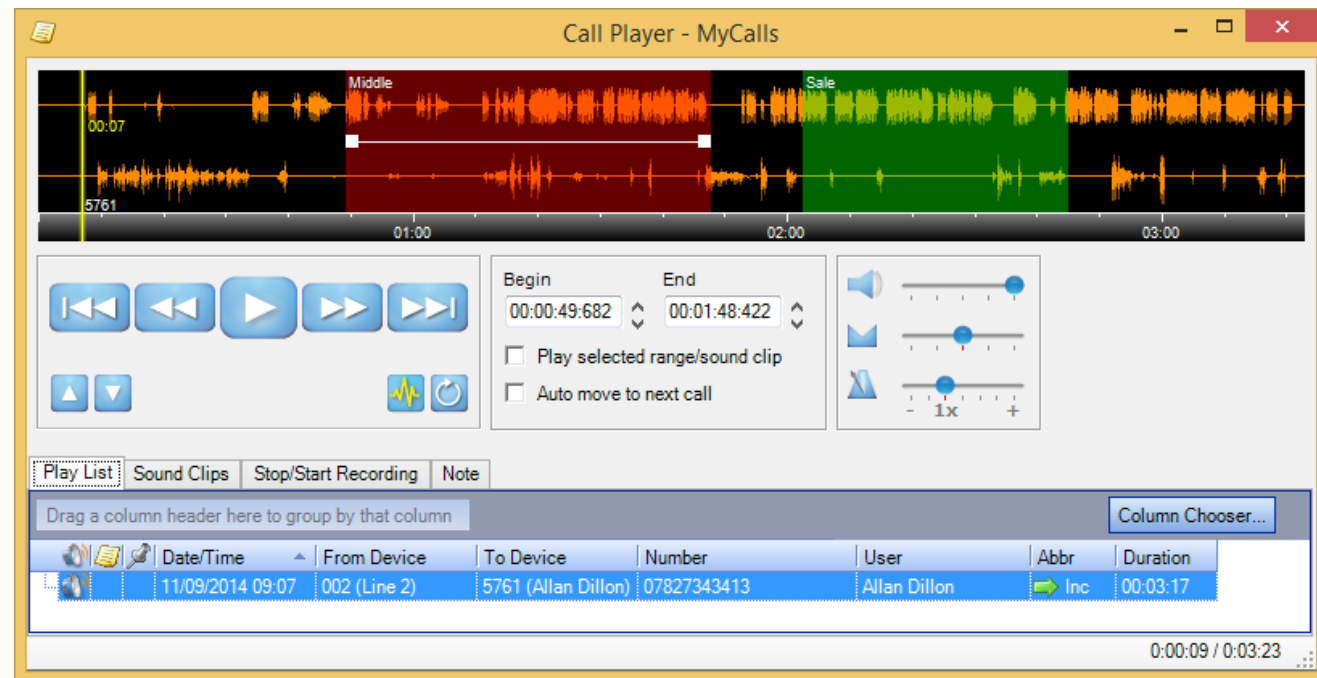 Call Player - MyCalls
Middle
Sale
00:07
5761
01:00 02:00 03:00
Begin End
00:00:49:682 00:01:48:422
Play selected range/sound clip
Auto move to next call
- 1x +
Play List Sound Clips Stop/Start Recording Note
Drag a column header here to group by that column Column Chooser...
Date/Time From Device To Device Number User Abbr Duration
11/09/2014 09:07 002 (Line 2) 5761 (Allan Dillon) 07827343413 Allan Dillon Inc 00:03:17
0:00:09 / 0:03:23